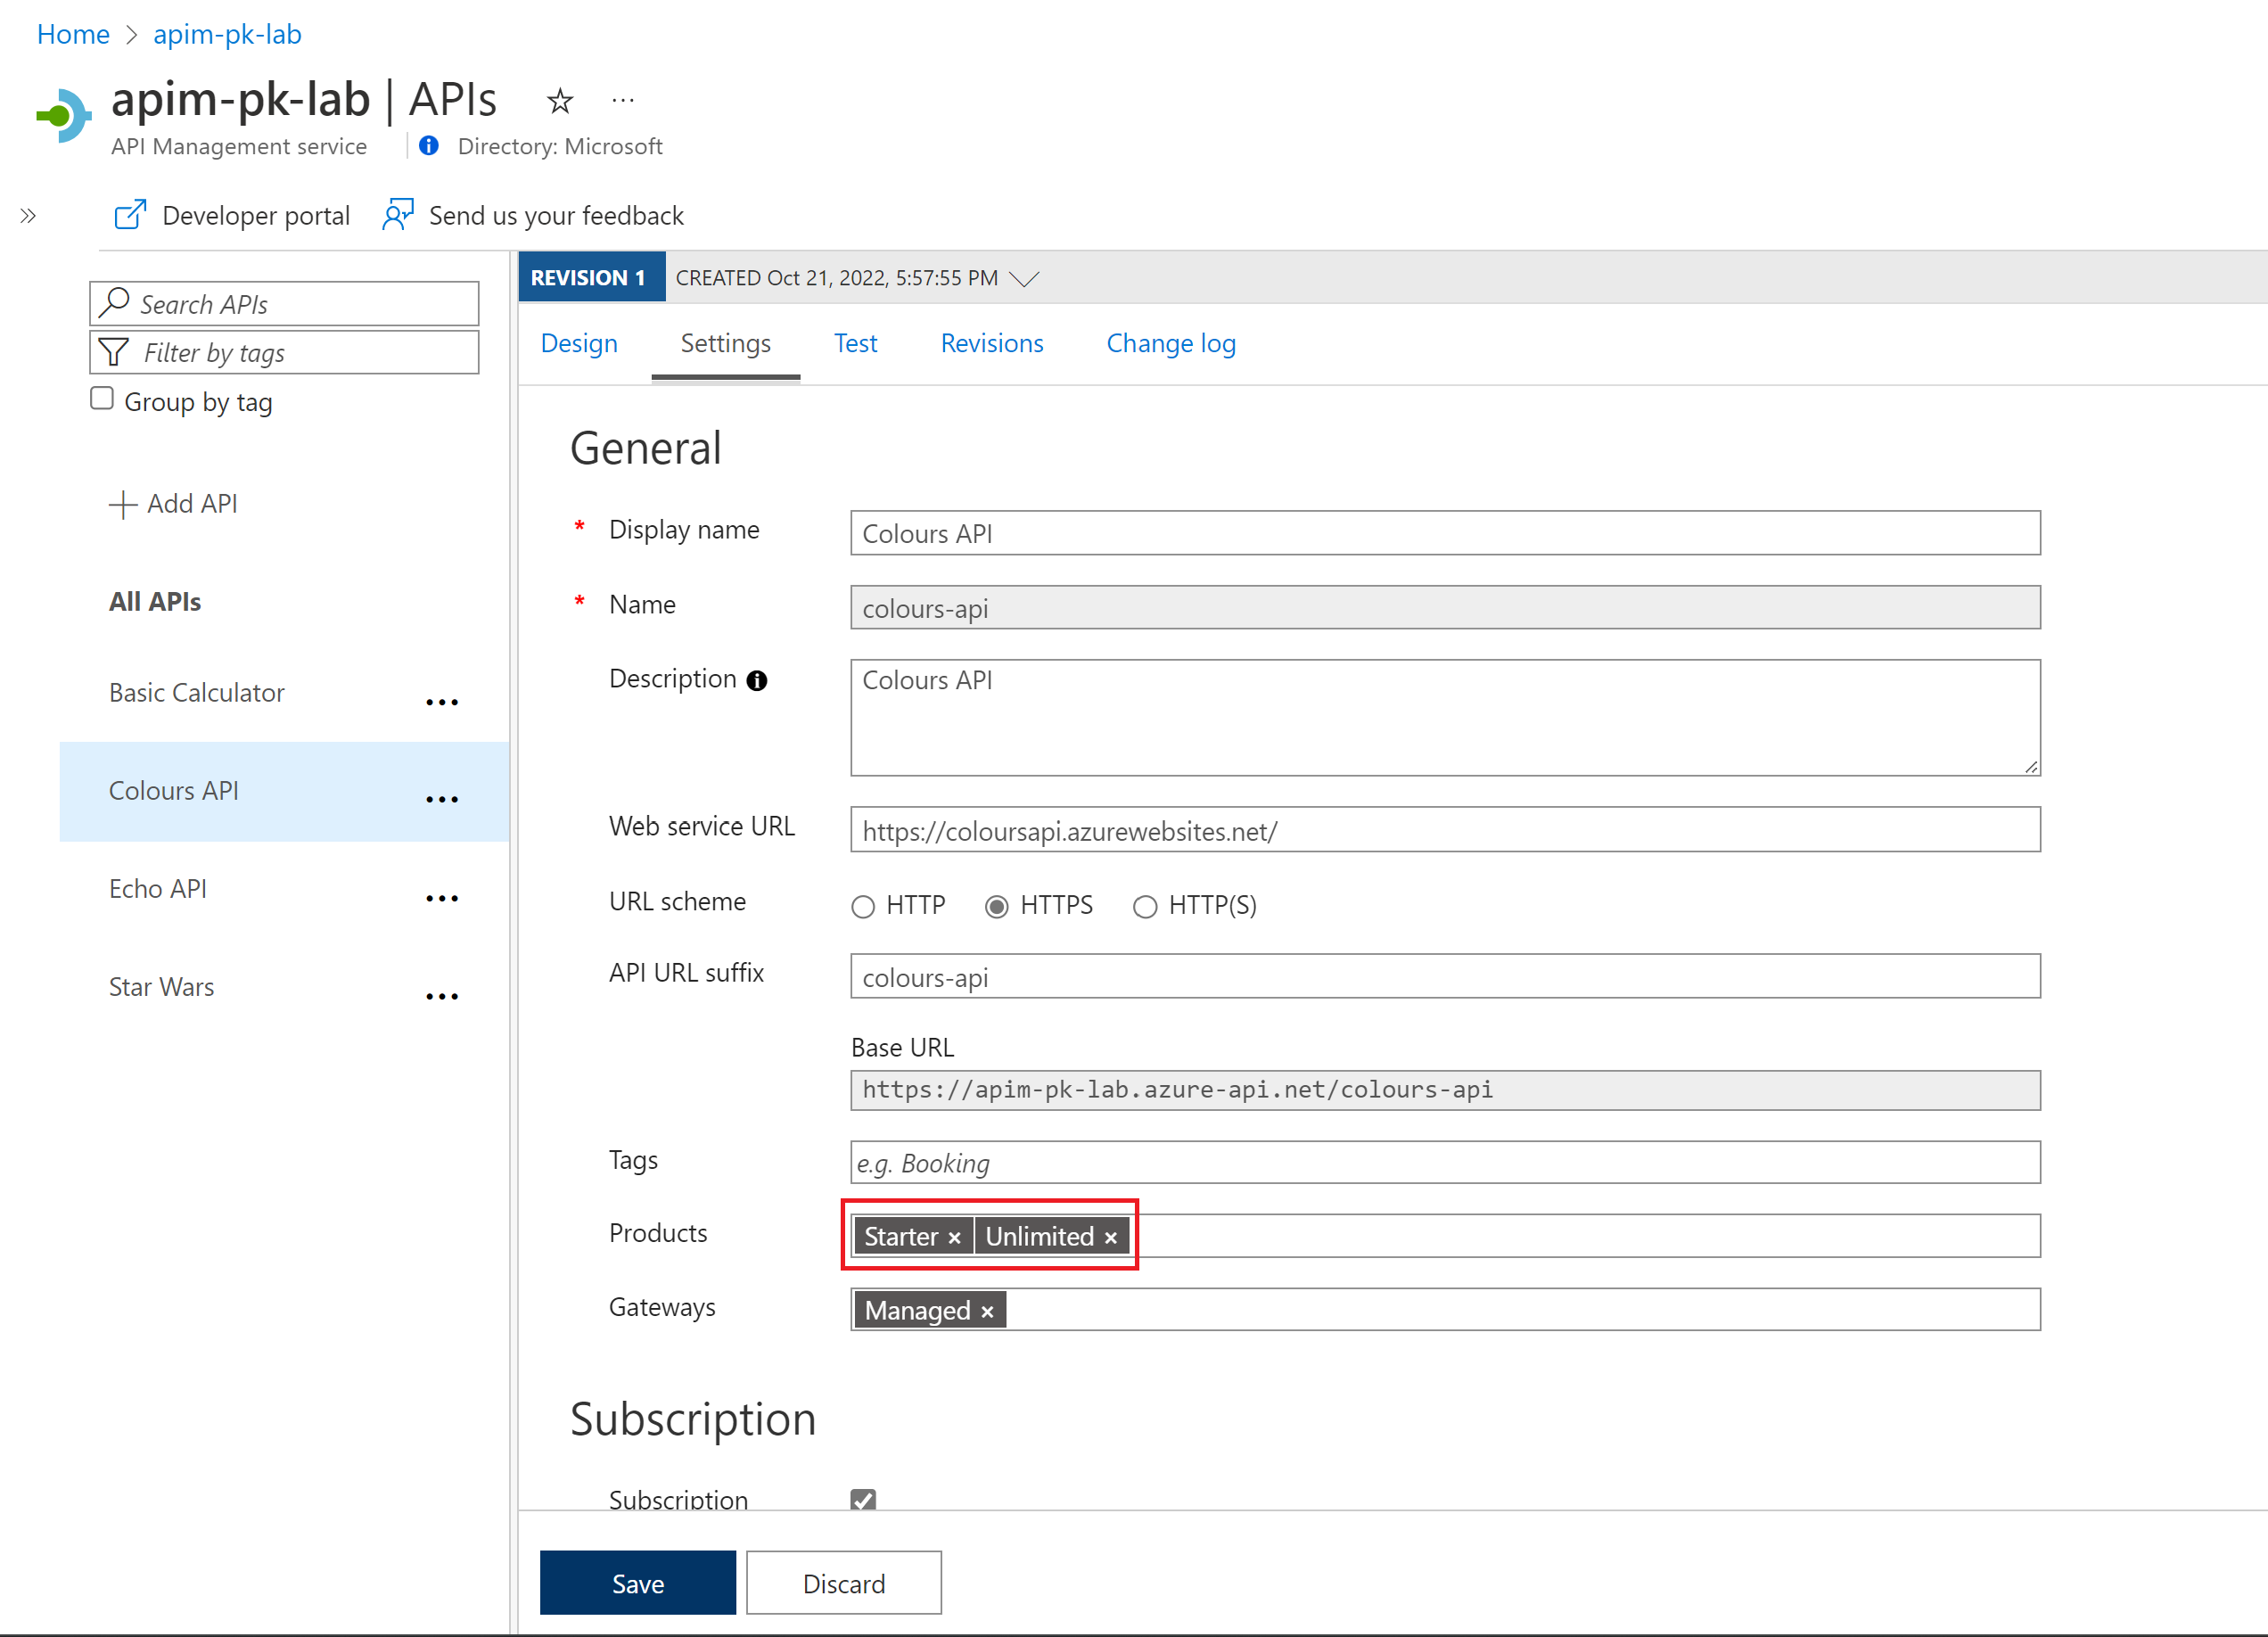 Home > apim-pk-lab
apim-pk-lab | APIs
API Management service
Directory: Microsoft
Developer portal
Send us your feedback
Search APIs
Filter by tags
Group by tag
Add API
All APIs
Basic Calculator
Colours API
Echo API
Star Wars
REVISION 1 CREATED Oct 21, 2022, 5:57:55 PM
Design Settings Test Revisions Change log
General
* Display name Colours API
* Name colours-api
Description Colours API
Web service URL https://coloursapi.azurewebsites.net/
URL scheme HTTP HTTPS HTTP(S)
API URL suffix colours-api
Base URL
https://apim-pk-lab.azure-api.net/colours-api
Tags e.g. Booking
Products Starter × Unlimited ×
Gateways Managed ×
Subscription
Subscription
Save Discard